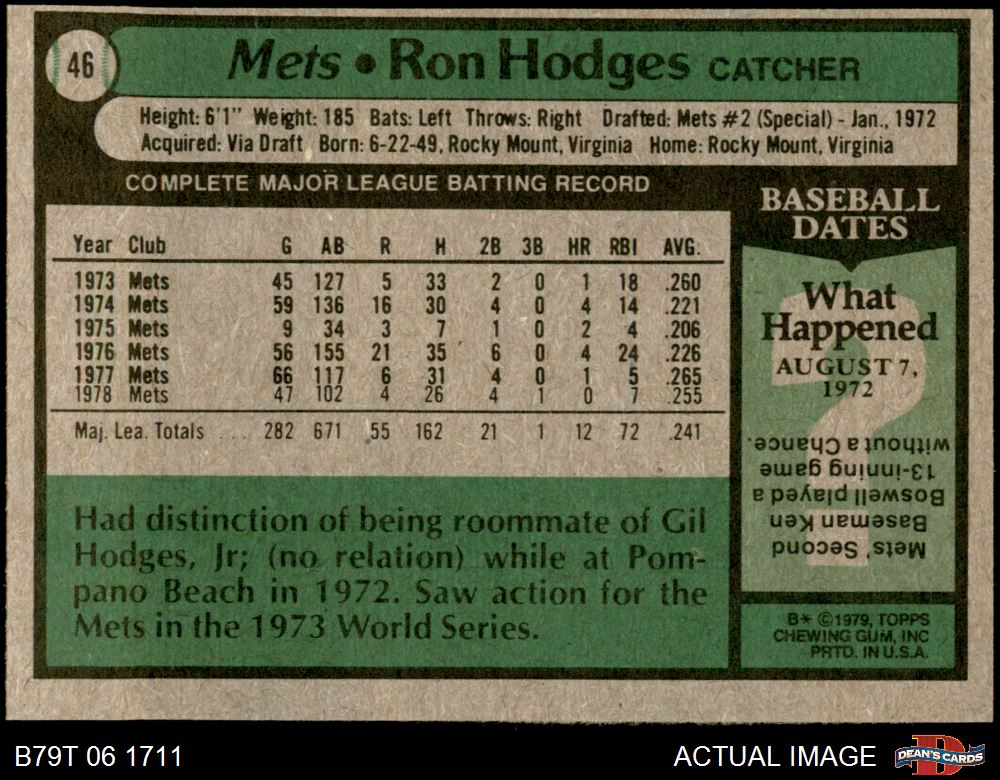 46
Mets • Ron Hodges CATCHER
Height: 6'1" Weight: 185 Bats: Left Throws: Right Drafted: Mets #2 (Special) - Jan., 1972
Acquired: Via Draft Born: 6-22-49, Rocky Mount, Virginia Home: Rocky Mount, Virginia
COMPLETE MAJOR LEAGUE BATTING RECORD
Year Club G AB R H 2B 3B HR RBI AVG.
1973 Mets 45 127 5 33 2 0 1 18 .260
1974 Mets 59 136 16 30 4 0 4 14 .221
1975 Mets 9 34 3 7 1 0 2 4 .206
1976 Mets 56 155 21 35 6 0 4 24 .226
1977 Mets 66 117 6 31 4 0 1 5 .265
1978 Mets 47 102 4 26 4 1 0 7 .255
Maj. Lea. Totals ... 282 671 55 162 21 1 12 72 .241
Had distinction of being roommate of Gil
Hodges, Jr; (no relation) while at Pom-
pano Beach in 1972. Saw action for the
Mets in the 1973 World Series.
BASEBALL
DATES
What
Happened
AUGUST 7,
1972
?
Mets' Second
Baseman Ken
Boswell played a
13-inning game
without a Chance.
B* ©1979, TOPPS
CHEWING GUM, INC
PRTD. IN U.S.A.
B79T 06 1711
ACTUAL IMAGE
D
DEAN'S CARDS